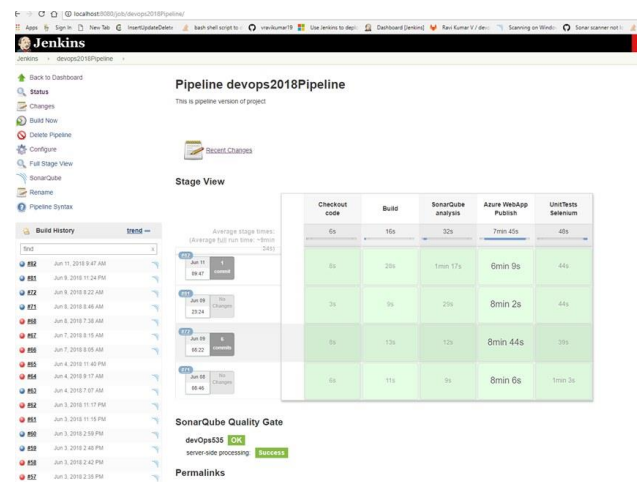 localhost:8080/job/devops2018Pipeline/
Apps Sign In New Tab InsertUpdateDelete bash shell script to vravikumar19 Use Jenkins to deplo Dashboard [Jenkins] Ravi Kumar V / devo Scanning on Window Sonar scanner not
Jenkins
Jenkins devops2018Pipeline
Back to Dashboard
Status
Changes
Build Now
Delete Pipeline
Configure
Full Stage View
SonarQube
Rename
Pipeline Syntax
Build History trend
find x
#82 Jun 11, 2018 9:47 AM
#81 Jun 9, 2018 11:24 PM
#72 Jun 9, 2018 8:22 AM
#71 Jun 8, 2018 8:46 AM
#68 Jun 8, 2018 7:38 AM
#67 Jun 7, 2018 8:15 AM
#66 Jun 7, 2018 8:05 AM
#65 Jun 4, 2018 11:40 PM
#64 Jun 4, 2018 9:17 AM
#63 Jun 4, 2018 7:07 AM
#62 Jun 3, 2018 11:17 PM
#61 Jun 3, 2018 11:15 PM
#60 Jun 3, 2018 2:59 PM
#59 Jun 3, 2018 2:48 PM
#58 Jun 3, 2018 2:42 PM
#57 Jun 3, 2018 2:35 PM
Pipeline devops2018Pipeline
This is pipeline version of project
Recent Changes
Stage View
Checkout code Build SonarQube analysis Azure WebApp Publish UnitTests Selenium
Average stage times: 6s 16s 32s 7min 45s 48s
(Average full run time: ~9min
#82
Jun 11 09:47 1 commit 6s 28s 1min 17s 6min 9s 44s
#81
Jun 09 23:24 No Changes 3s 9s 29s 8min 2s 44s
#72
Jun 09 08:22 6 commits 13s 12s 8min 44s 39s
#71
Jun 08 08:46 No Changes 6s 11s 9s 8min 6s 1min 3s
SonarQube Quality Gate
devOps535 OK
server-side processing: Success
Permalinks